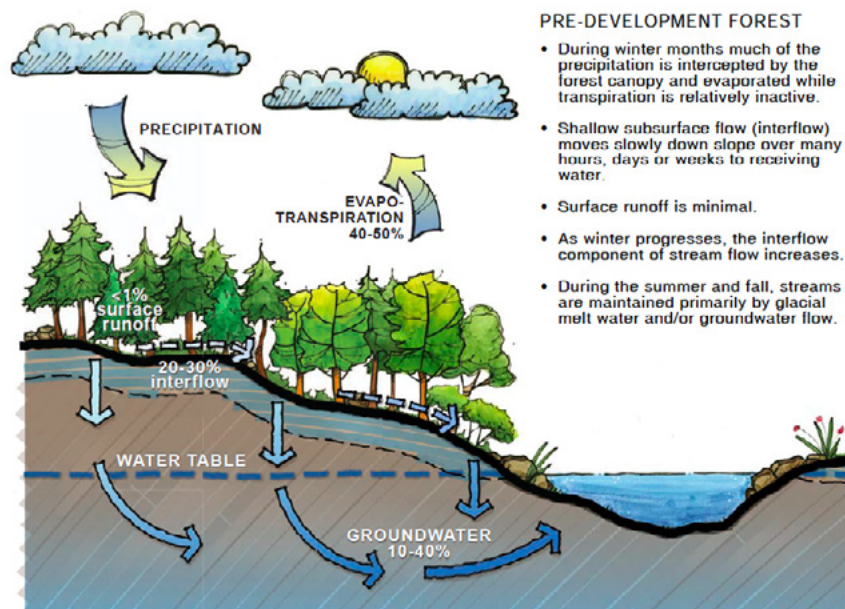 PRE-DEVELOPMENT FOREST
• During winter months much of the
precipitation is intercepted by the
forest canopy and evaporated while
transpiration is relatively inactive.
• Shallow subsurface flow (interflow)
moves slowly down slope over many
hours, days or weeks to receiving
water.
• Surface runoff is minimal.
• As winter progresses, the interflow
component of stream flow increases.
• During the summer and fall, streams
are maintained primarily by glacial
melt water and/or groundwater flow.
PRECIPITATION
EVAPO-
TRANSPIRATION
40-50%
<1%
surface
runoff
20-30%
interflow
WATER TABLE
GROUNDWATER
10-40%